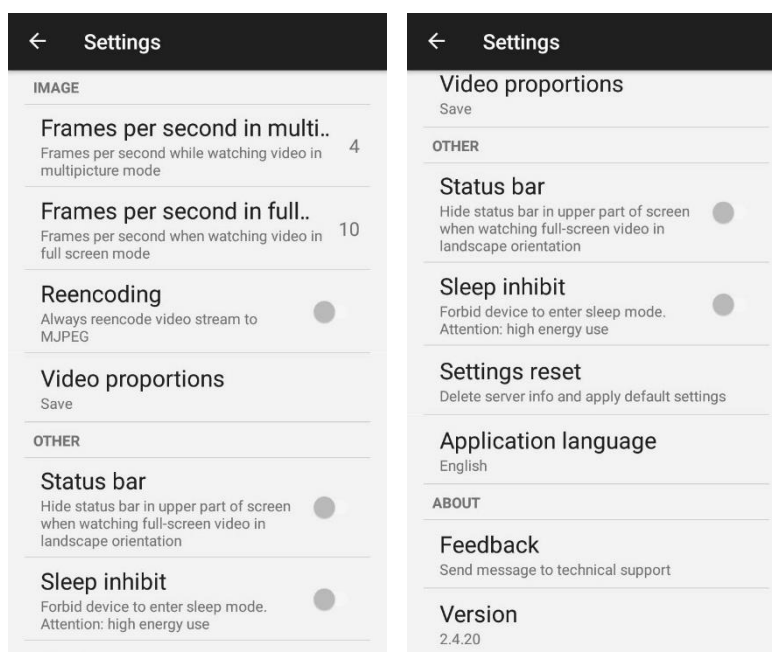 Settings
IMAGE
Frames per second in multi..
4
Frames per second while watching video in
multipicture mode
Frames per second in full..
10
Frames per second when watching video in
full screen mode
Reencoding
Always reencode video stream to
MJPEG
Video proportions
Save
OTHER
Status bar
Hide status bar in upper part of screen
when watching full-screen video in
landscape orientation
Sleep inhibit
Forbid device to enter sleep mode.
Attention: high energy use
Settings
Video proportions
Save
OTHER
Status bar
Hide status bar in upper part of screen
when watching full-screen video in
landscape orientation
Sleep inhibit
Forbid device to enter sleep mode.
Attention: high energy use
Settings reset
Delete server info and apply default settings
Application language
English
ABOUT
Feedback
Send message to technical support
Version
2.4.20